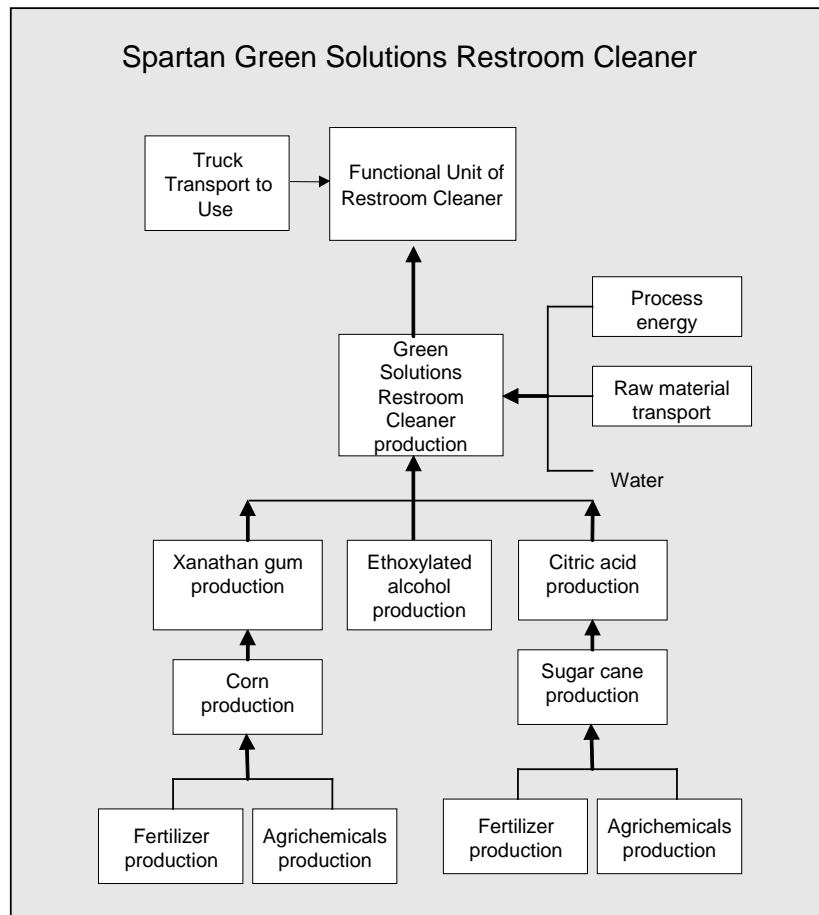 Spartan Green Solutions Restroom Cleaner
Truck
Transport to
Use
Functional Unit of
Restroom Cleaner
Process
energy
Green
Solutions
Restroom
Cleaner
production
Raw material
transport
Water
Xanathan gum
production
Ethoxylated
alcohol
production
Citric acid
production
Corn
production
Sugar cane
production
Fertilizer
production
Agrichemicals
production
Fertilizer
production
Agrichemicals
production